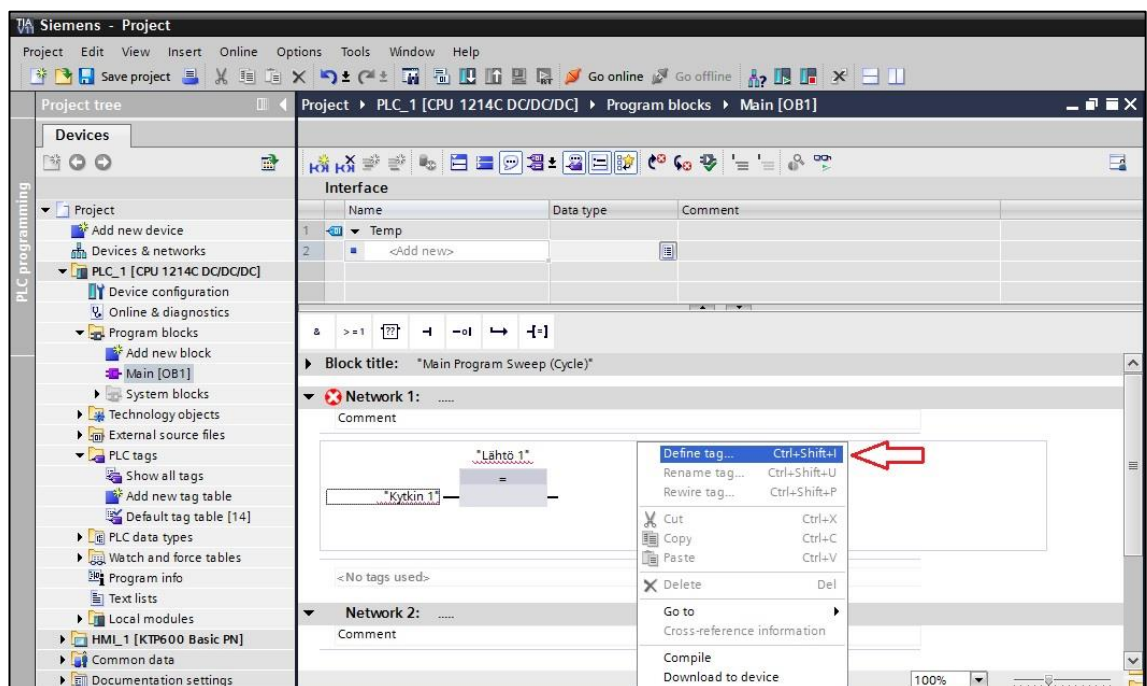 TIA V11 Siemens - Project
Project Edit View Insert Online Options Tools Window Help
Save project Go online Go offline
Project tree
Project PLC_1 [CPU 1214C DC/DC/DC] Program blocks Main [OB1]
Devices
PLC programming
Interface
Name Data type Comment
1 Temp
2 <Add new>
Project
Add new device
Devices & networks
PLC_1 [CPU 1214C DC/DC/DC]
Device configuration
Online & diagnostics
Program blocks
Add new block
Main [OB1]
System blocks
Technology objects
External source files
PLC tags
Show all tags
Add new tag table
Default tag table [14]
PLC data types
Watch and force tables
Program info
Text lists
Local modules
HMI_1 [KTP600 Basic PN]
Common data
Documentation settings
& >=1 ?? -| -o| -[=]
Block title: "Main Program Sweep (Cycle)"
Network 1: .....
Comment
"Lähtö 1"
=
"Kytkin 1"
<No tags used>
Network 2: .....
Comment
Define tag... Ctrl+Shift+I
Rename tag... Ctrl+Shift+U
Rewire tag... Ctrl+Shift+P
Cut Ctrl+X
Copy Ctrl+C
Paste Ctrl+V
Delete Del
Go to
Cross-reference information
Compile
Download to device
100%